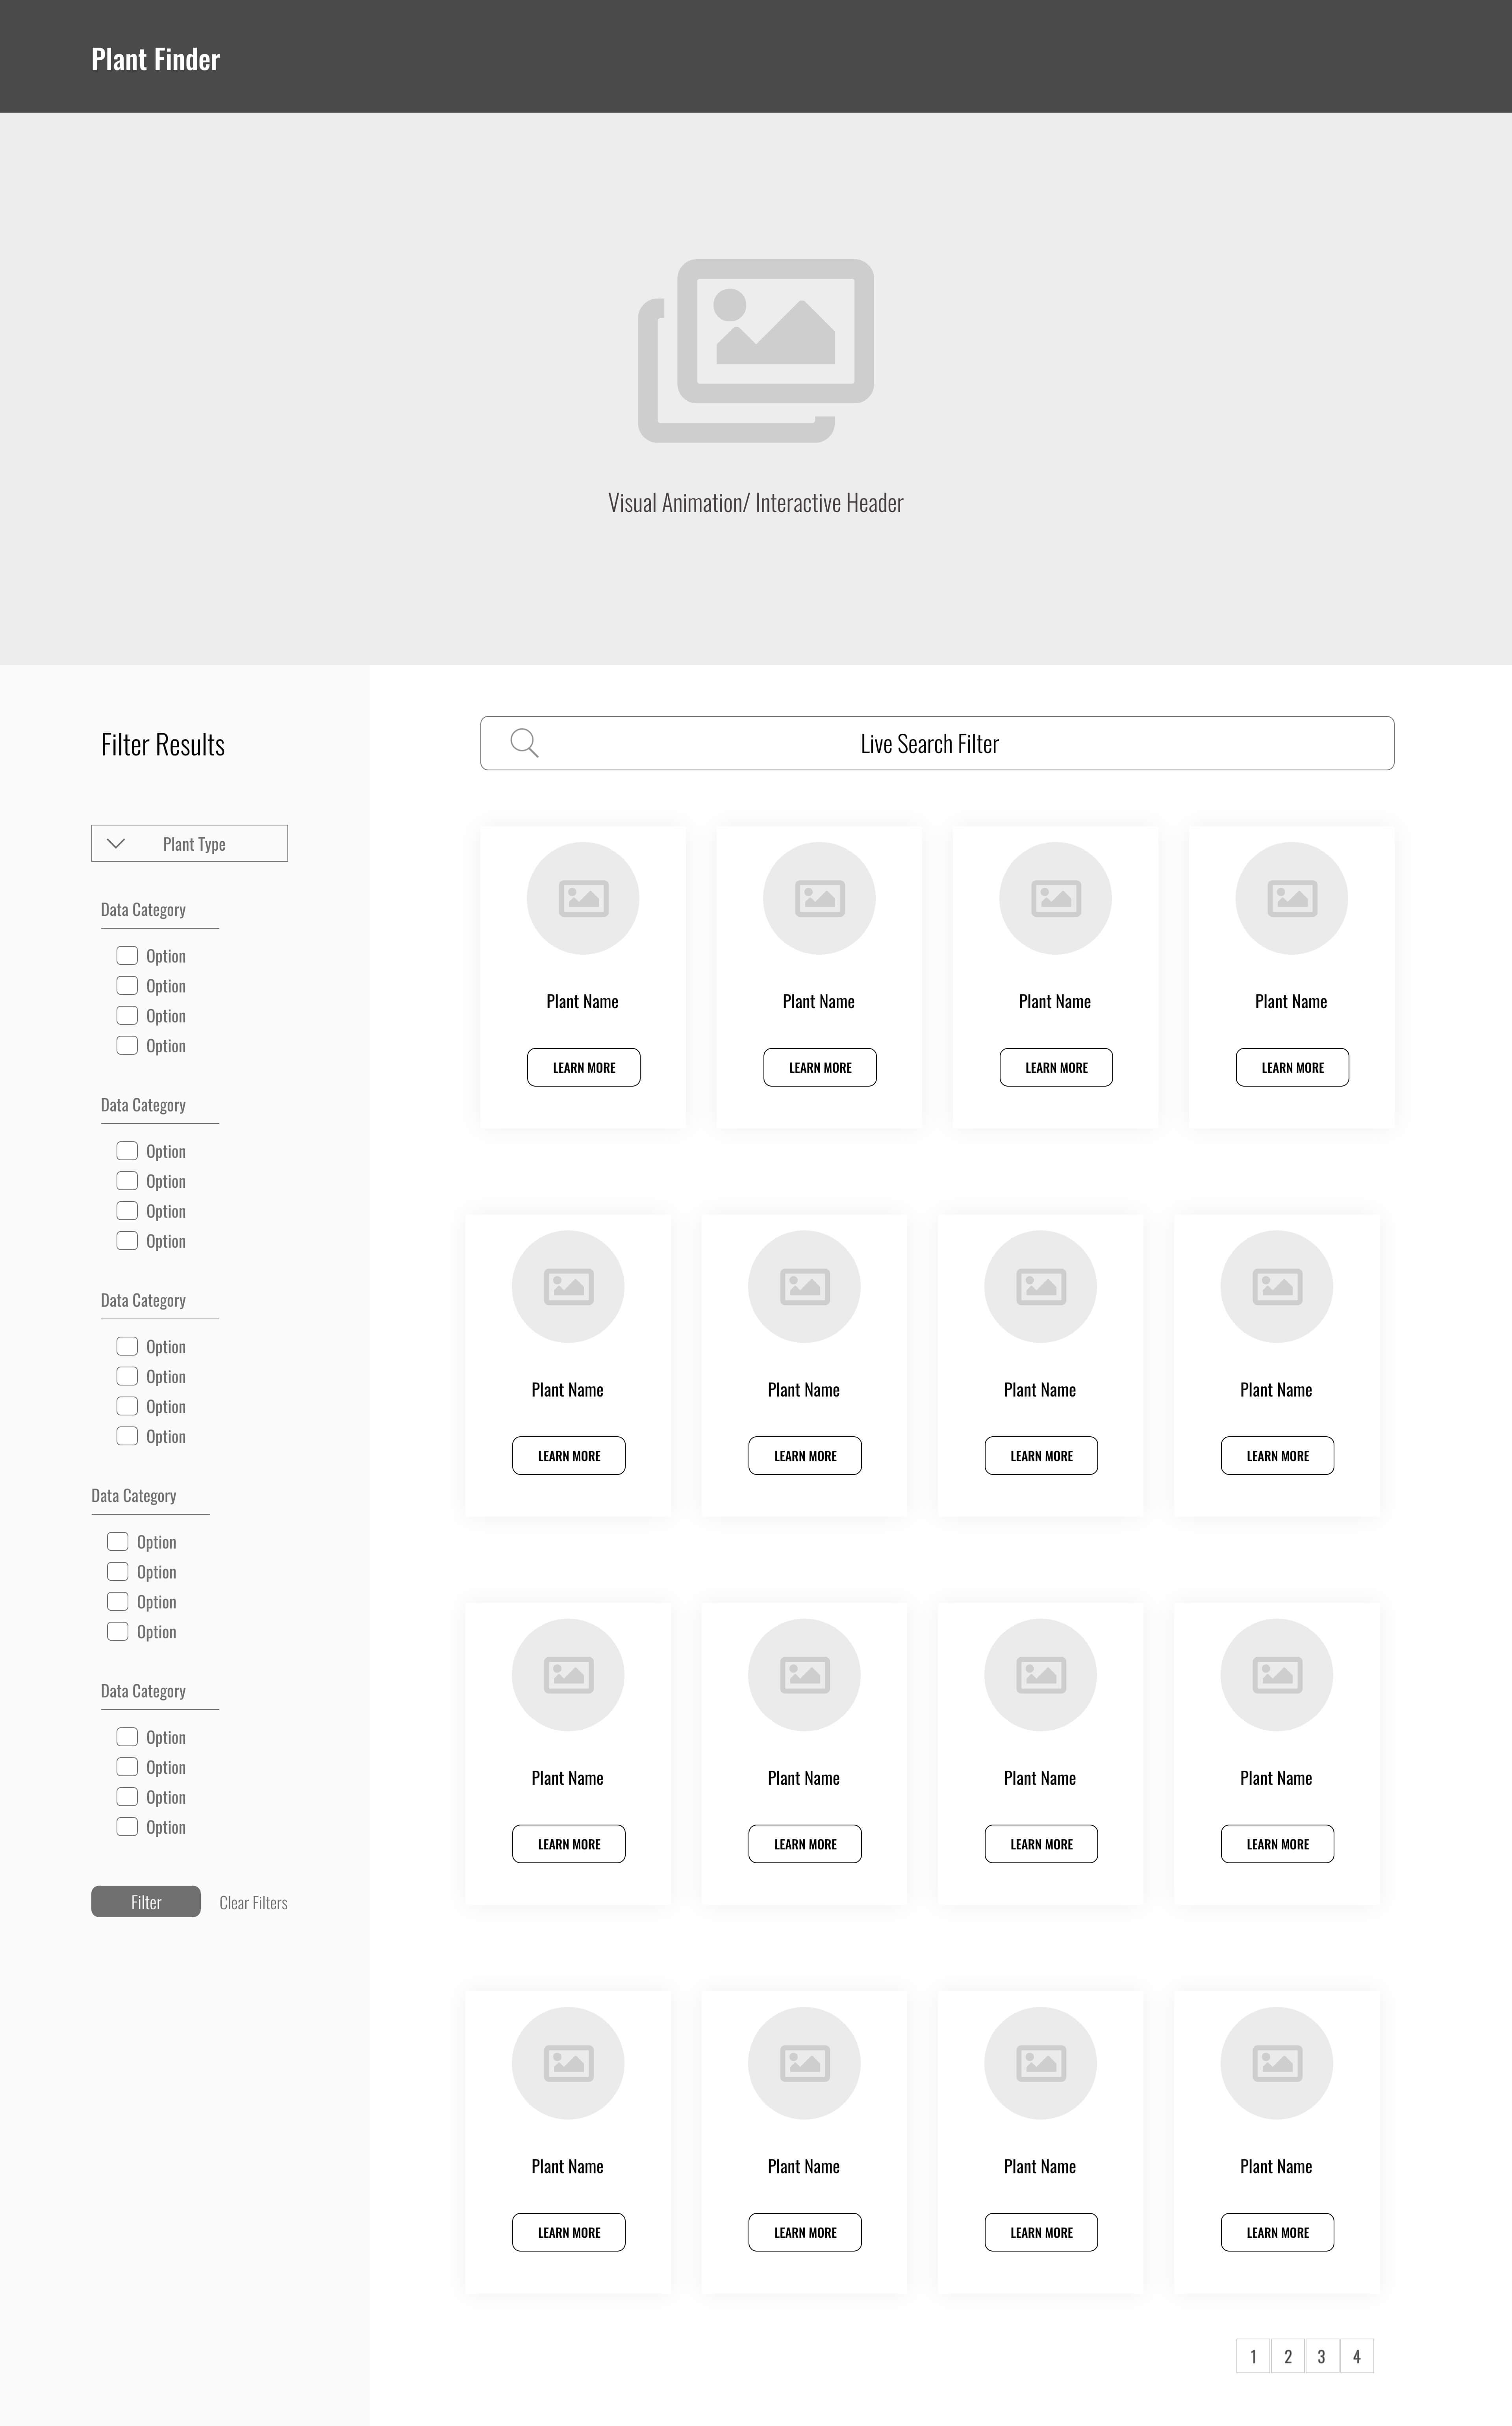 Plant Finder
Visual Animation/ Interactive Header
Filter Results
Plant Type
Data Category
Option
Option
Option
Option
Data Category
Option
Option
Option
Option
Data Category
Option
Option
Option
Option
Data Category
Option
Option
Option
Option
Data Category
Option
Option
Option
Option
Filter Clear Filters
Live Search Filter
Plant Name Plant Name Plant Name Plant Name
LEARN MORE LEARN MORE LEARN MORE LEARN MORE
Plant Name Plant Name Plant Name Plant Name
LEARN MORE LEARN MORE LEARN MORE LEARN MORE
Plant Name Plant Name Plant Name Plant Name
LEARN MORE LEARN MORE LEARN MORE LEARN MORE
Plant Name Plant Name Plant Name Plant Name
LEARN MORE LEARN MORE LEARN MORE LEARN MORE
1 2 3 4